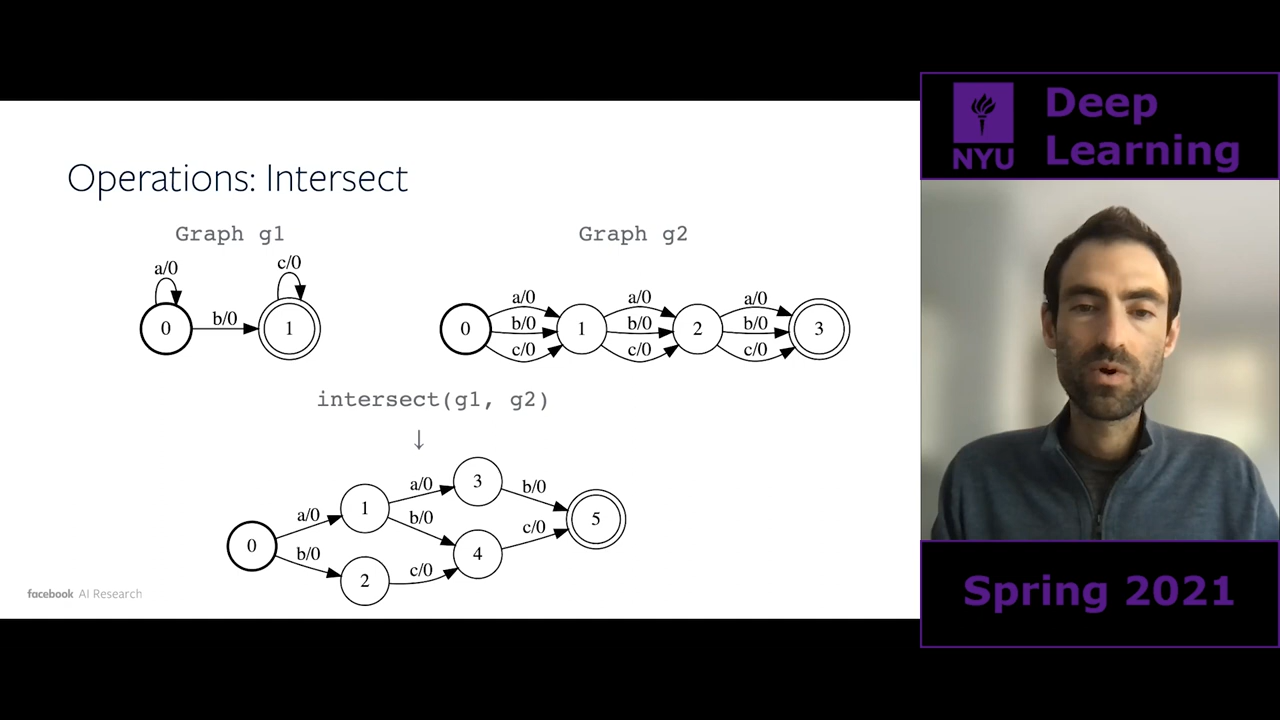 Operations: Intersect
Graph g1
Graph g2
a/0
c/0
0
b/0
1
a/0
a/0
a/0
0
b/0
1
b/0
2
b/0
3
c/0
c/0
c/0
intersect(g1, g2)
↓
0
a/0
b/0
1
2
a/0
b/0
c/0
3
4
b/0
c/0
5
facebook AI Research
NYU
Deep
Learning
Spring 2021